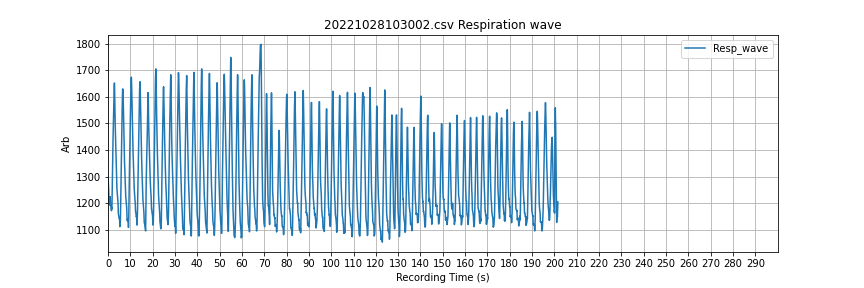 20221028103002.csv Respiration wave
Resp_wave
1800
1700
1600
1500
1400
1300
1200
1100
Arb
0 10 20 30 40 50 60 70 80 90 100 110 120 130 140 150 160 170 180 190 200 210 220 230 240 250 260 270 280 290
Recording Time (s)